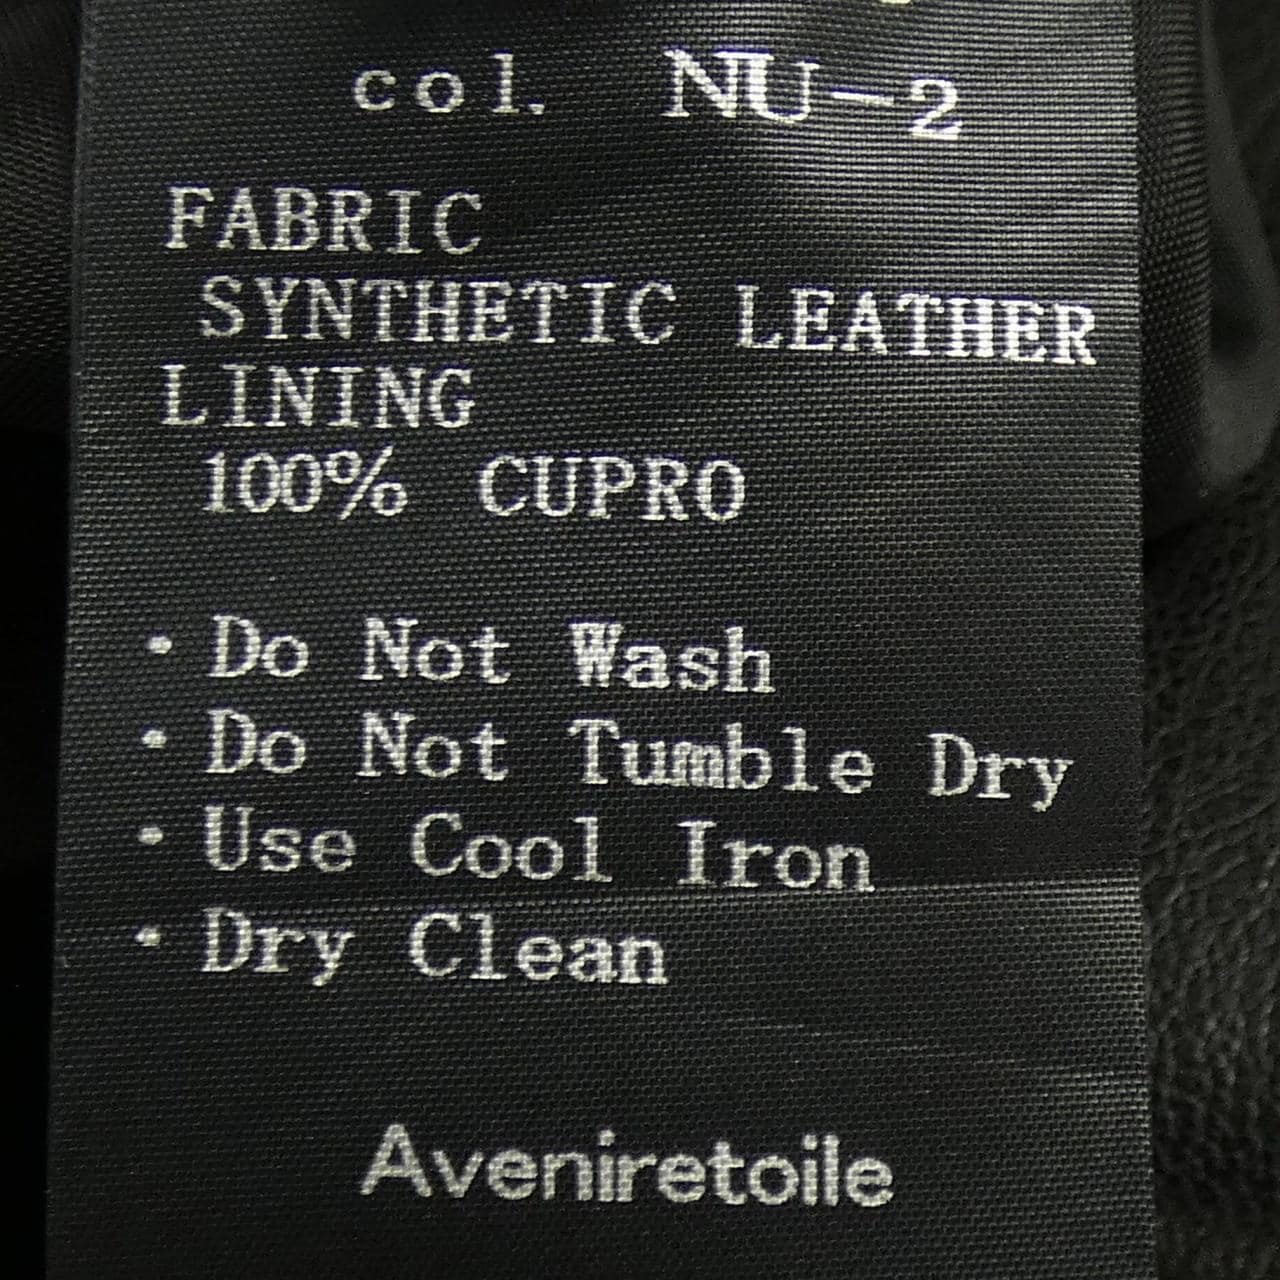 col. NU-2
FABRIC
SYNTHETIC LEATHER
LINING
100% CUPRO
・Do Not Wash
・Do Not Tumble Dry
・Use Cool Iron
・Dry Clean
Aveniretoile